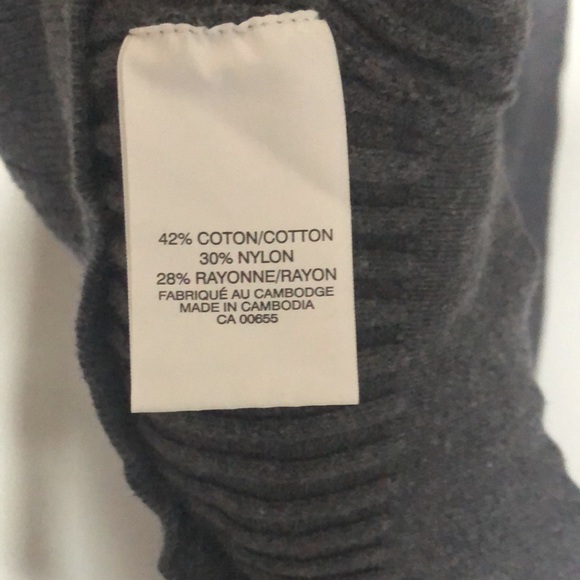 42% COTON/COTTON
30% NYLON
28% RAYONNE/RAYON
FABRIQUÉ AU CAMBODGE
MADE IN CAMBODIA
CA 00655